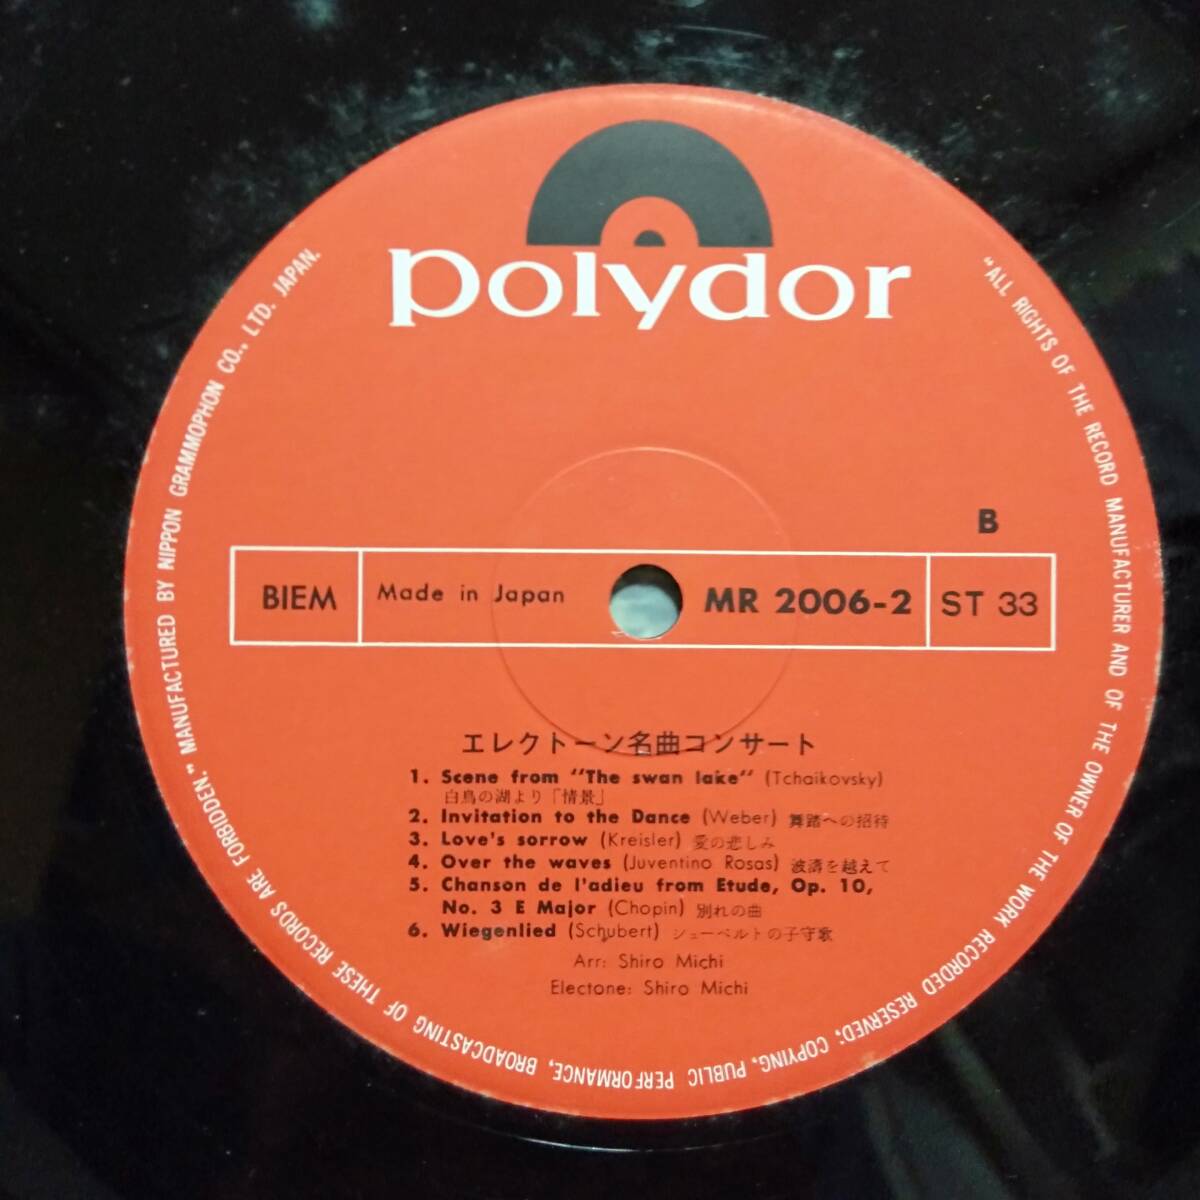 polydor
"ALL RIGHTS OF THE RECORD MANUFACTURER AND OF THE OWNER OF THE WORK RECORDED RESERVED; COPYING, PUBLIC PERFORMANCE, BROADCASTING OF THESE RECORDS ARE FORBIDDEN." MANUFACTURED BY NIPPON GRAMMOPHON CO., LTD. JAPAN.
B
BIEM Made in Japan MR 2006-2 ST 33
エレクトーン名曲コンサート
1. Scene from "The swan lake" (Tchaikovsky)
白鳥の湖より「情景」
2. Invitation to the Dance (Weber) 舞踏への招待
3. Love's sorrow (Kreisler) 愛の悲しみ
4. Over the waves (Juventino Rosas) 波濤を越えて
5. Chanson de l'adieu from Etude, Op. 10,
No. 3 E Major (Chopin) 別れの曲
6. Wiegenlied (Schubert) シューベルトの子守歌
Arr: Shiro Michi
Electone: Shiro Michi